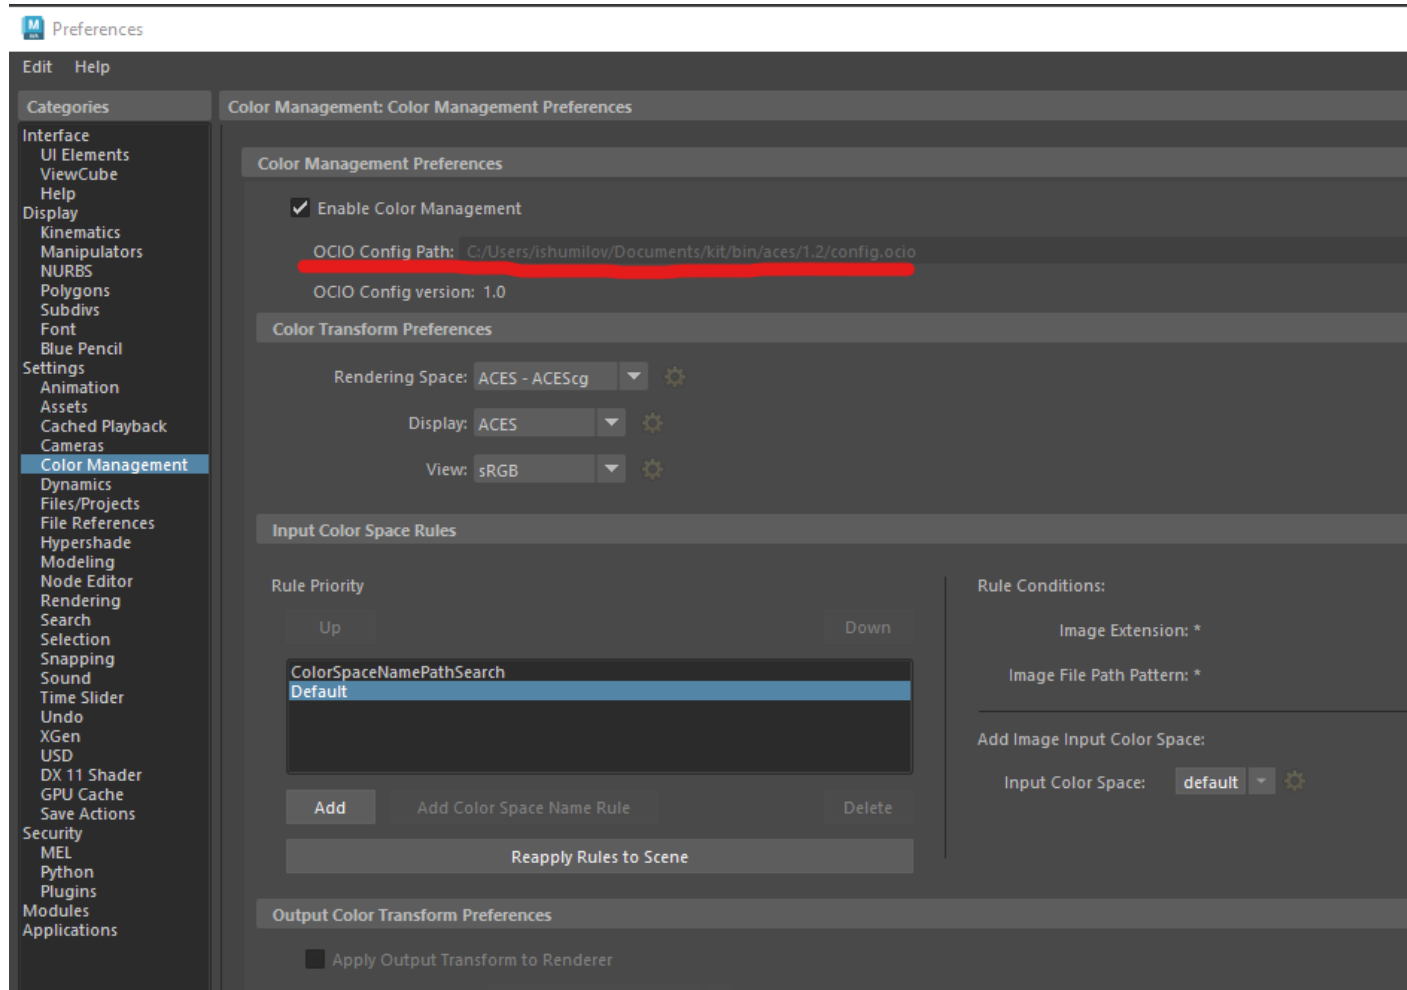 M
Preferences
Edit Help
Categories
Color Management: Color Management Preferences
Interface
UI Elements
ViewCube
Help
Display
Kinematics
Manipulators
NURBS
Polygons
Subdivs
Font
Blue Pencil
Settings
Animation
Assets
Cached Playback
Cameras
Color Management
Dynamics
Files/Projects
File References
Hypershade
Modeling
Node Editor
Rendering
Search
Selection
Snapping
Sound
Time Slider
Undo
XGen
USD
DX 11 Shader
GPU Cache
Save Actions
Security
MEL
Python
Plugins
Modules
Applications
Color Management Preferences
Enable Color Management
OCIO Config Path: C:/Users/ishumilov/Documents/kit/bin/aces/1.2/config.ocio
OCIO Config version: 1.0
Color Transform Preferences
Rendering Space: ACES - ACEScg
Display: ACES
View: sRGB
Input Color Space Rules
Rule Priority
Up Down
ColorSpaceNamePathSearch
Default
Add Add Color Space Name Rule Delete
Reapply Rules to Scene
Rule Conditions:
Image Extension: *
Image File Path Pattern: *
Add Image Input Color Space:
Input Color Space: default
Output Color Transform Preferences
Apply Output Transform to Renderer